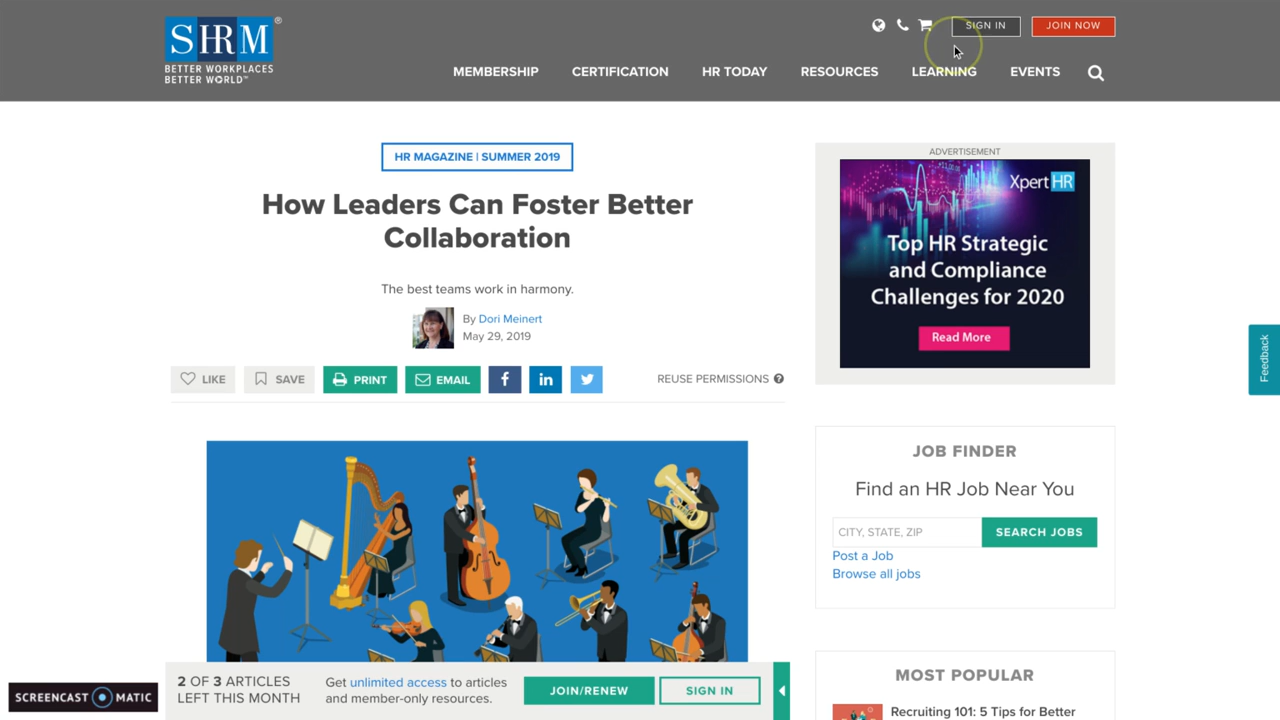 SHRM®
BETTER WORKPLACES
BETTER WORLD™
SIGN IN
JOIN NOW
MEMBERSHIP
CERTIFICATION
HR TODAY
RESOURCES
LEARNING
EVENTS
HR MAGAZINE | SUMMER 2019
How Leaders Can Foster Better
Collaboration
The best teams work in harmony.
By Dori Meinert
May 29, 2019
LIKE
SAVE
PRINT
EMAIL
f
in
REUSE PERMISSIONS ?
ADVERTISEMENT
XpertHR
Top HR Strategic
and Compliance
Challenges for 2020
Read More
Feedback
JOB FINDER
Find an HR Job Near You
CITY, STATE, ZIP
SEARCH JOBS
Post a Job
Browse all jobs
MOST POPULAR
Recruiting 101: 5 Tips for Better
2 OF 3 ARTICLES
LEFT THIS MONTH
Get unlimited access to articles
and member-only resources.
JOIN/RENEW
SIGN IN
SCREENCAST MATIC